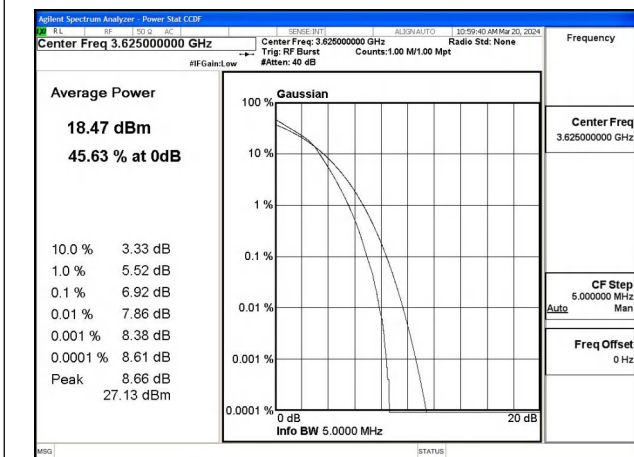 Agilent Spectrum Analyzer - Power Stat CCDF
RL RF 50 Ω AC SENSE:INT ALIGN AUTO 10:59:40 AM Mar 20, 2024
Center Freq 3.625000000 GHz
Center Freq: 3.625000000 GHz Radio Std: None
Trig: RF Burst Counts:1.00 M/1.00 Mpt
#IFGain:Low #Atten: 40 dB
Frequency
Average Power
18.47 dBm
45.63 % at 0dB
10.0 % 3.33 dB
1.0 % 5.52 dB
0.1 % 6.92 dB
0.01 % 7.86 dB
0.001 % 8.38 dB
0.0001 % 8.61 dB
Peak 8.66 dB
27.13 dBm
Gaussian
100 %
10 %
1 %
0.1 %
0.01 %
0.001 %
0.0001 %
0 dB 20 dB
Info BW 5.0000 MHz
Center Freq
3.625000000 GHz
CF Step
5.000000 MHz
Auto Man
Freq Offset
0 Hz
MSG STATUS